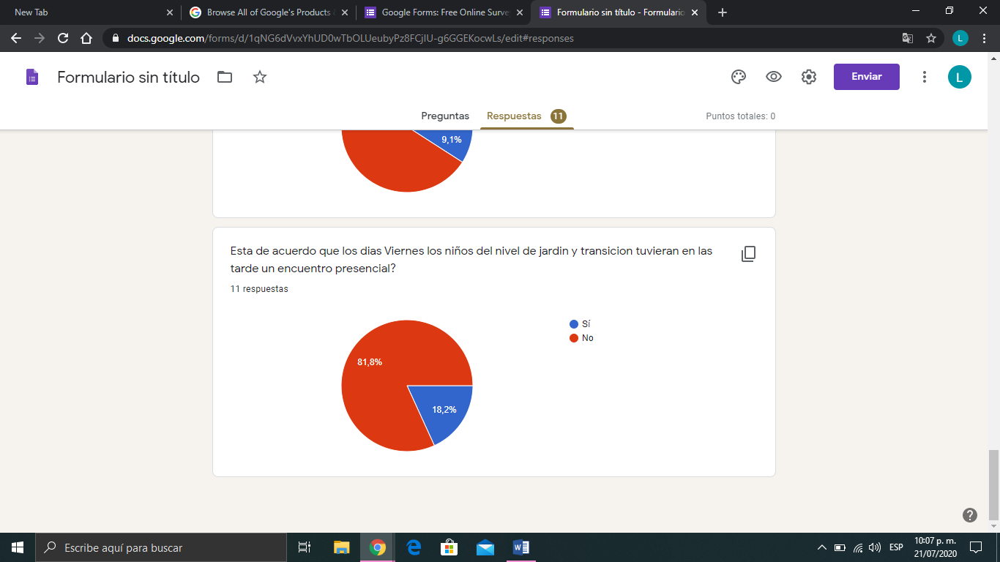 New Tab
Browse All of Google's Products
Google Forms: Free Online Surve
Formulario sin título - Formulario
docs.google.com/forms/d/1qNG6dVvxYhUD0wTbOLUeubyPz8FCjIU-g6GGEKocwLs/edit#responses
L
Formulario sin título
Enviar
L
Preguntas
Respuestas
11
Puntos totales: 0
9,1%
Esta de acuerdo que los dias Viernes los niños del nivel de jardin y transicion tuvieran en las
tarde un encuentro presencial?
11 respuestas
Sí
No
81,8%
18,2%
Escribe aquí para buscar
ESP
10:07 p. m.
21/07/2020